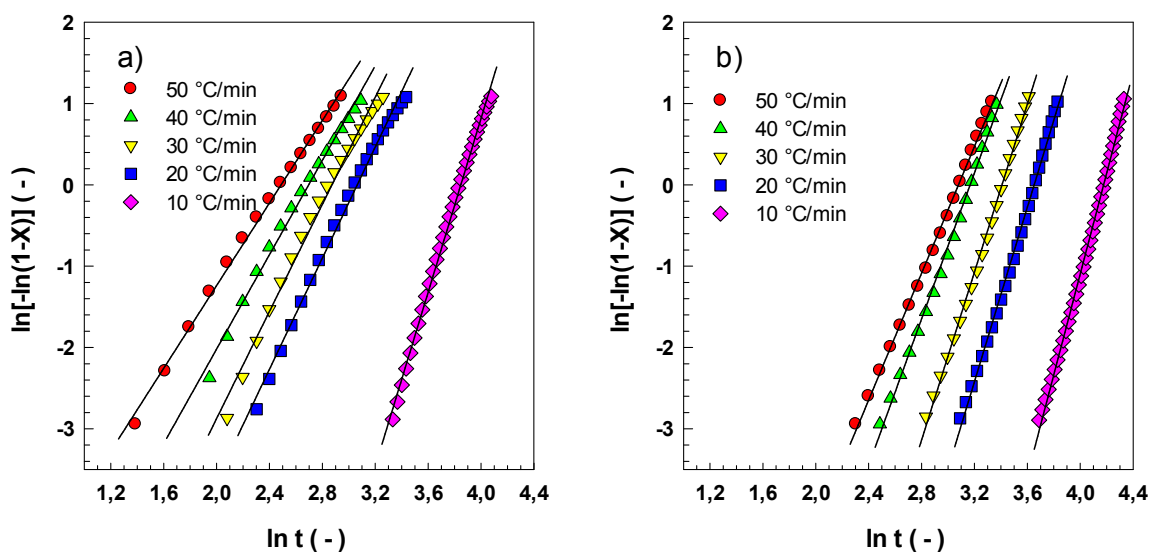 a)
50 °C/min
40 °C/min
30 °C/min
20 °C/min
10 °C/min
2
1
0
-1
-2
-3
ln[-ln(1-X)] ( - )
1,2 1,6 2,0 2,4 2,8 3,2 3,6 4,0 4,4
ln t ( - )
b)
50 °C/min
40 °C/min
30 °C/min
20 °C/min
10 °C/min
2
1
0
-1
-2
-3
ln[-ln(1-X)] ( - )
1,2 1,6 2,0 2,4 2,8 3,2 3,6 4,0 4,4
ln t ( - )